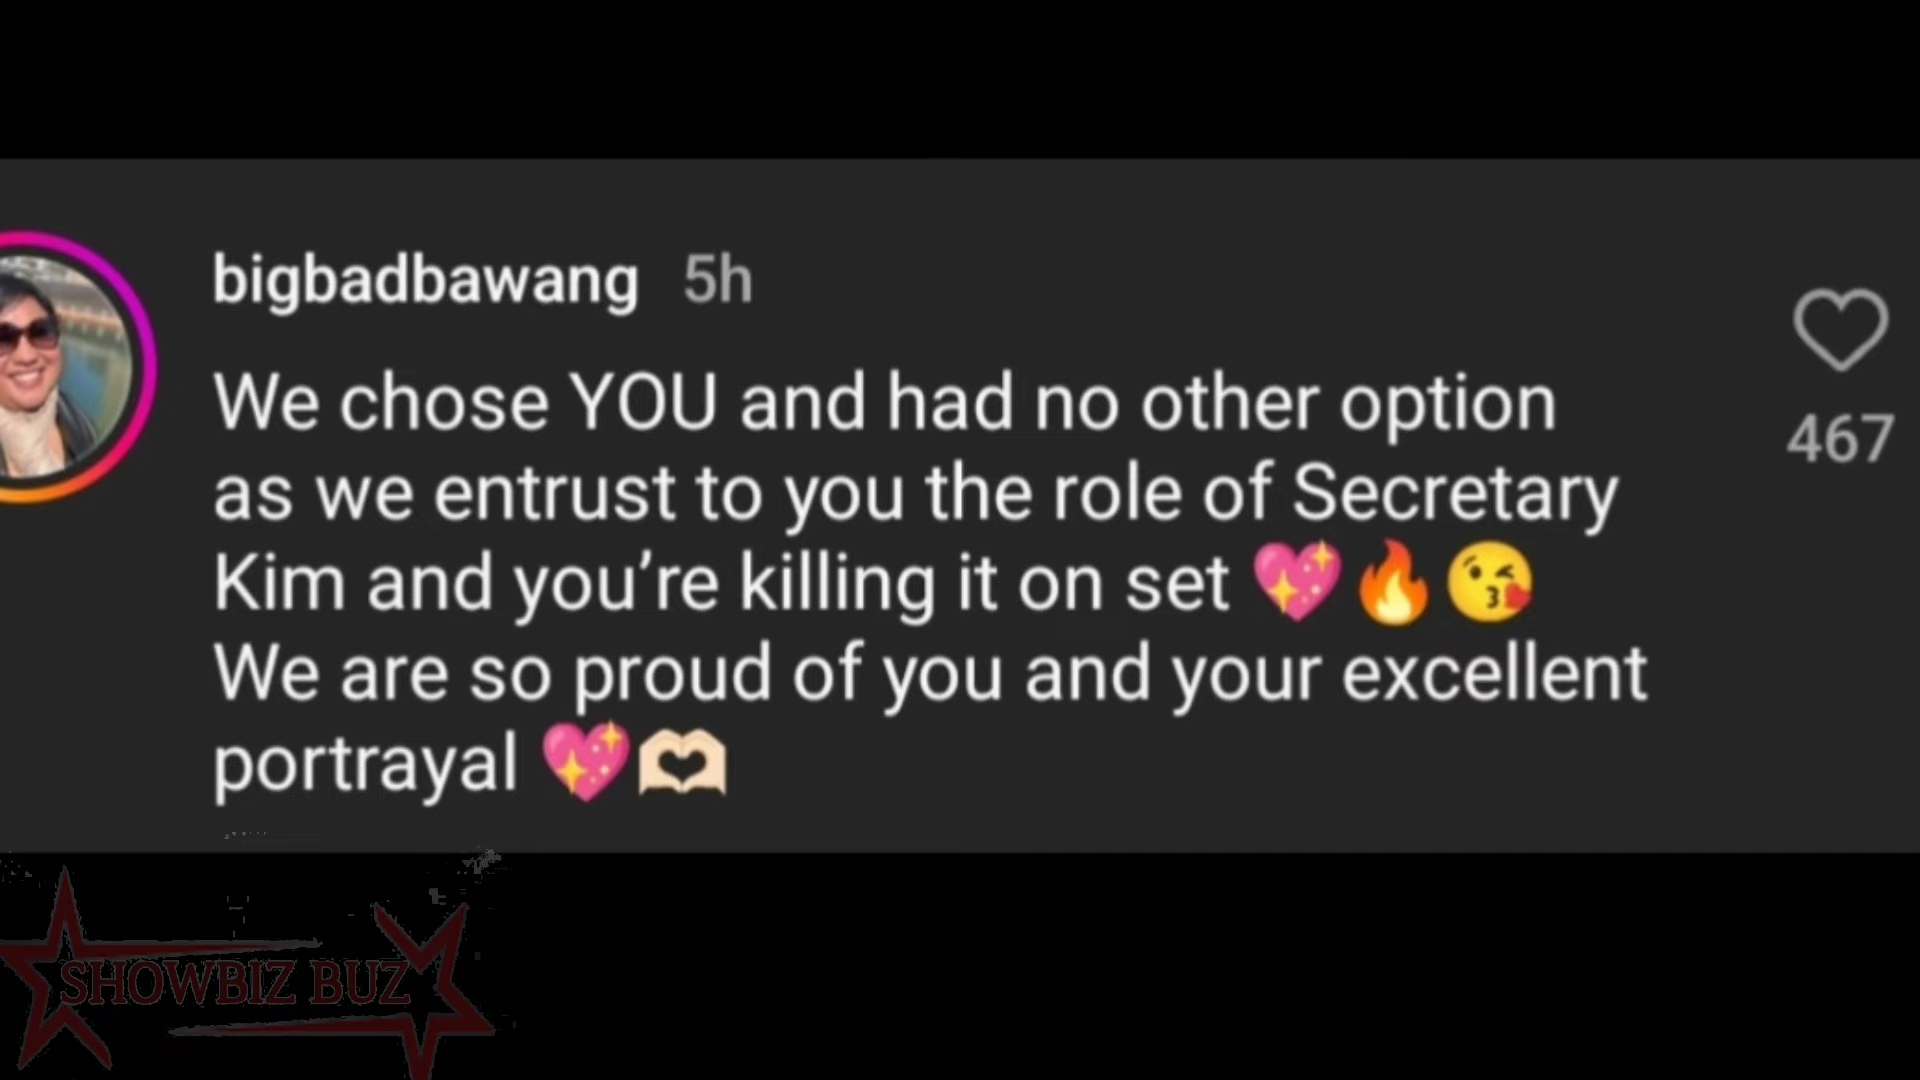 bigbadbawang 5h
We chose YOU and had no other option
as we entrust to you the role of Secretary
Kim and you’re killing it on set 💖🔥😘
We are so proud of you and your excellent
portrayal 💖🫶🏻
467
SHOWBIZ BUZ